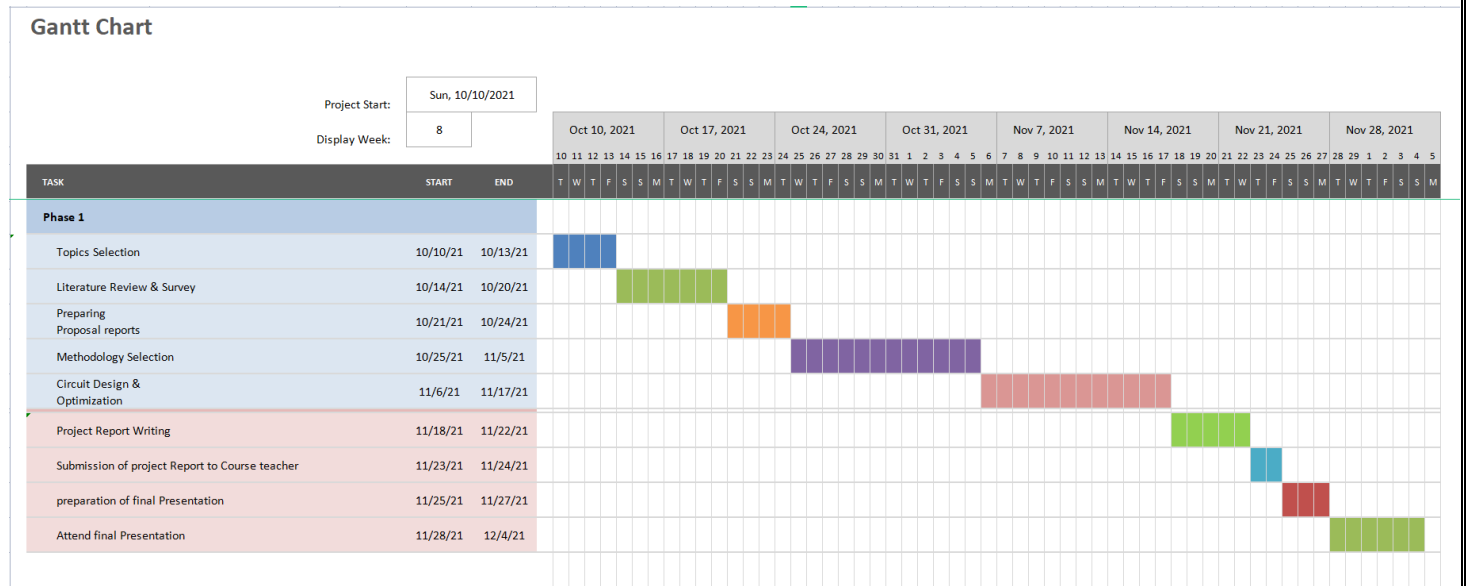 Gantt Chart
Project Start:
Sun, 10/10/2021
Display Week:
8
Oct 10, 2021 Oct 17, 2021 Oct 24, 2021 Oct 31, 2021 Nov 7, 2021 Nov 14, 2021 Nov 21, 2021 Nov 28, 2021
10 11 12 13 14 15 16 17 18 19 20 21 22 23 24 25 26 27 28 29 30 31 1 2 3 4 5 6 7 8 9 10 11 12 13 14 15 16 17 18 19 20 21 22 23 24 25 26 27 28 29 1 2 3 4 5
TASK START END T W T F S S M T W T F S S M T W T F S S M T W T F S S M T W T F S S M T W T F S S M T W T F S S M T W T F S S M
Phase 1
Topics Selection 10/10/21 10/13/21
Literature Review & Survey 10/14/21 10/20/21
Preparing
Proposal reports 10/21/21 10/24/21
Methodology Selection 10/25/21 11/5/21
Circuit Design &
Optimization 11/6/21 11/17/21
Project Report Writing 11/18/21 11/22/21
Submission of project Report to Course teacher 11/23/21 11/24/21
preparation of final Presentation 11/25/21 11/27/21
Attend final Presentation 11/28/21 12/4/21